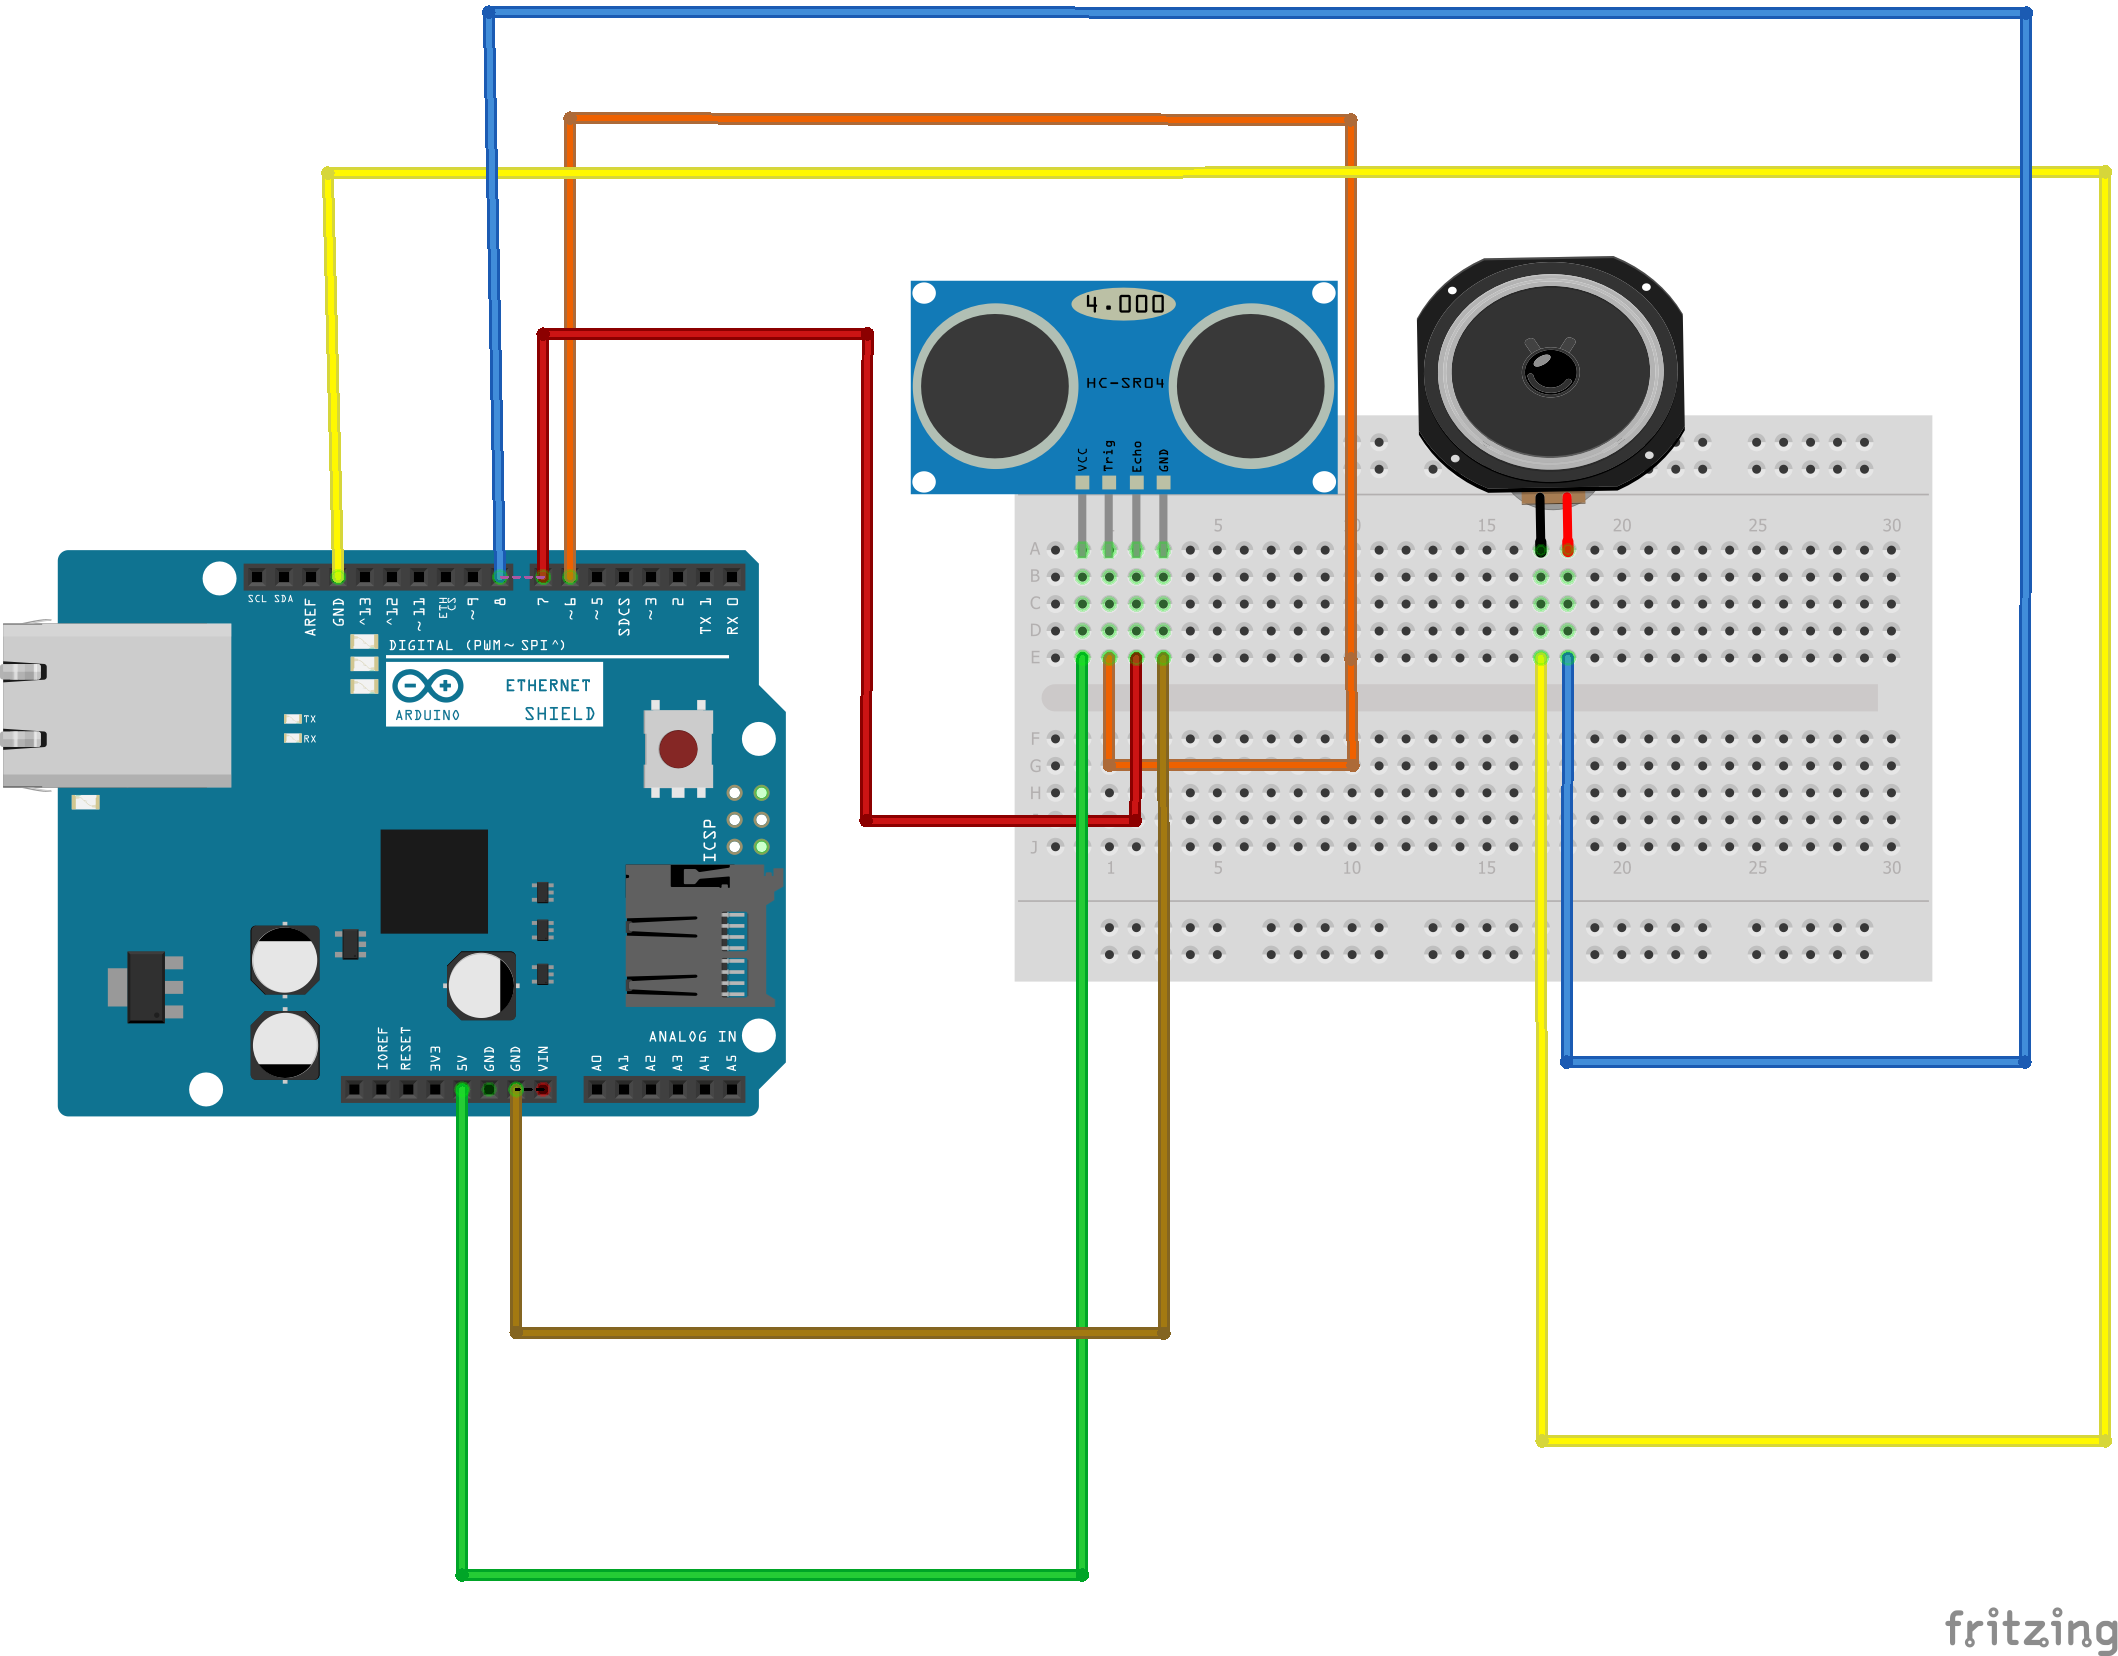 4.000
HC-SR04
VCC Trig Echo GND
5 10 15 20 25 30
A
B
C
D
E
F
G
H
J
1 5 10 15 20 25 30
SCL SDA AREF GND ^13 ^12 ~11 ETH CS ~9 8 7 ~6 ~5 SDCS ~3 2 TX 1 RX 0
DIGITAL (PWM~ SPI^)
ETHERNET
SHIELD
ARDUINO
TX
RX
ICSP
ANALOG IN
IOREF RESET 3V3 5V GND GND VIN A0 A1 A2 A3 A4 A5
fritzing